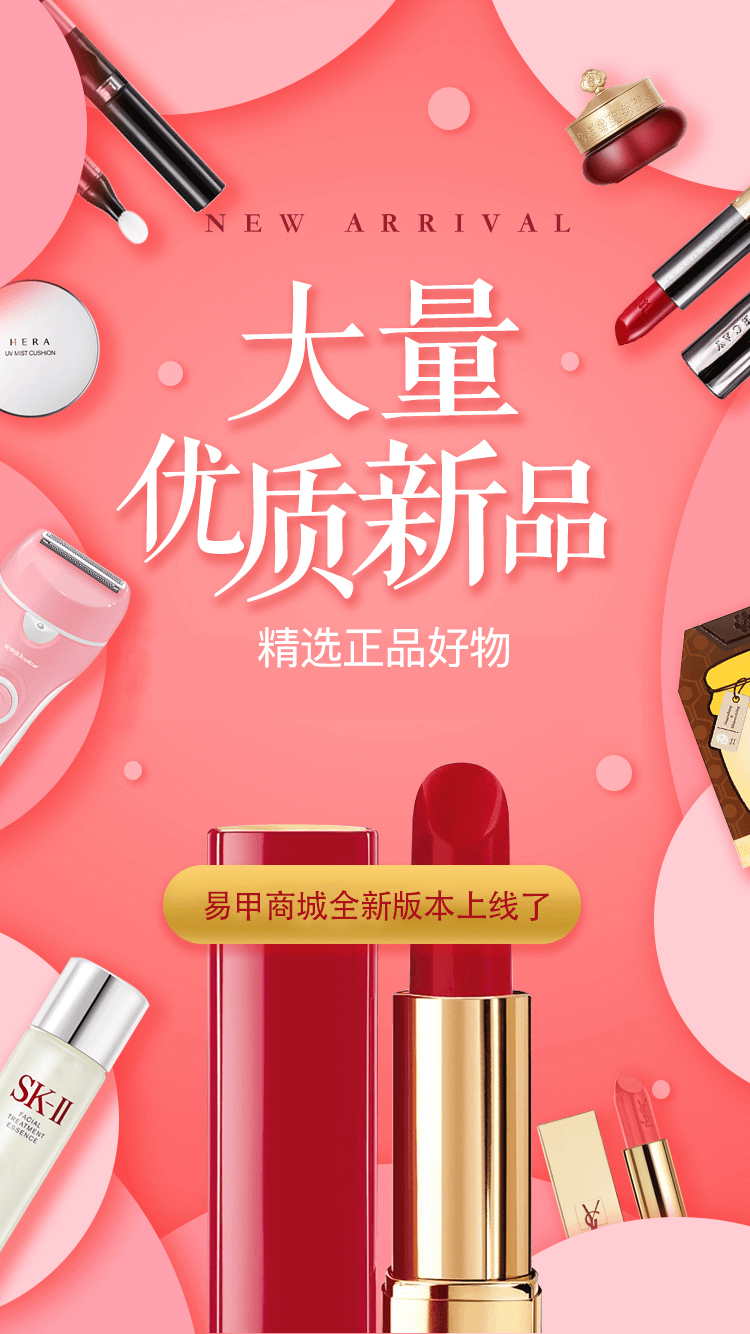 NEW ARRIVAL
HERA
UV MIST CUSHION
大量
优质新品
精选正品好物
易甲商城全新版本上线了
SK-II
FACIAL
TREATMENT
ESSENCE
YSL